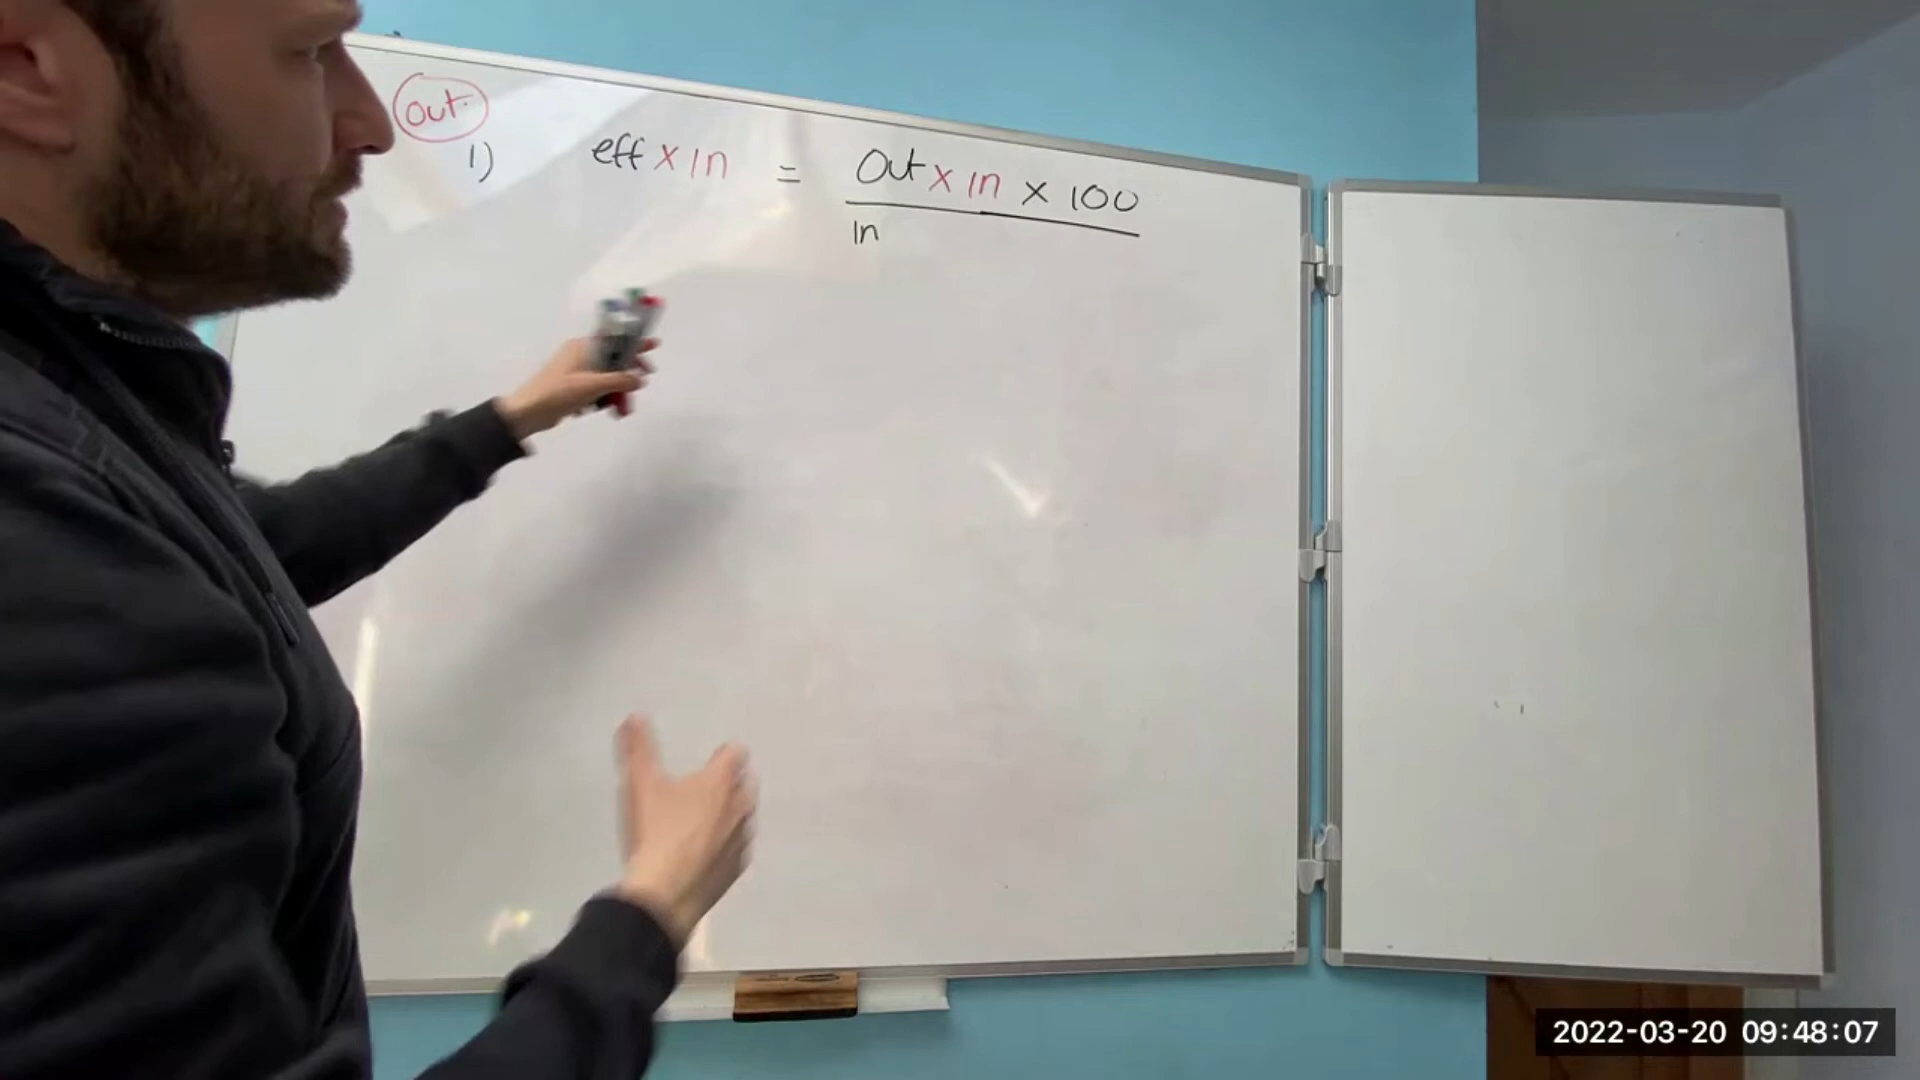 out.
1) eff x in = Out x in x 100
in
2022-03-20 09:48:07